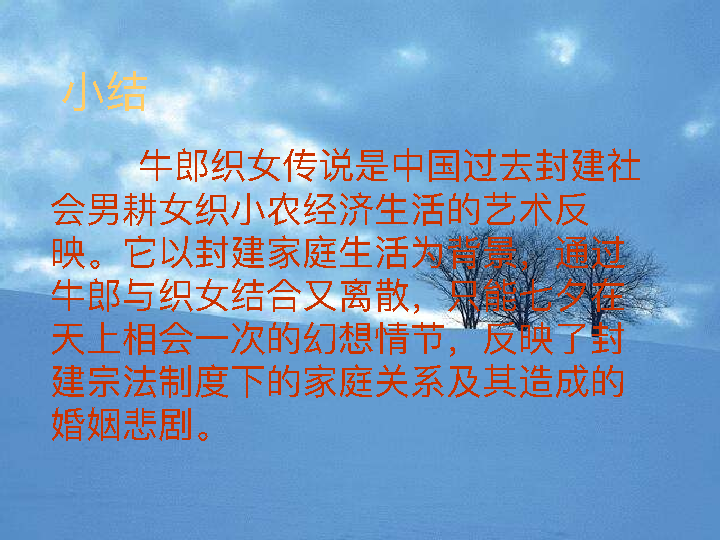 小结
牛郎织女传说是中国过去封建社
会男耕女织小农经济生活的艺术反
映。它以封建家庭生活为背景，通过
牛郎与织女结合又离散，只能七夕在
天上相会一次的幻想情节，反映了封
建宗法制度下的家庭关系及其造成的
婚姻悲剧。